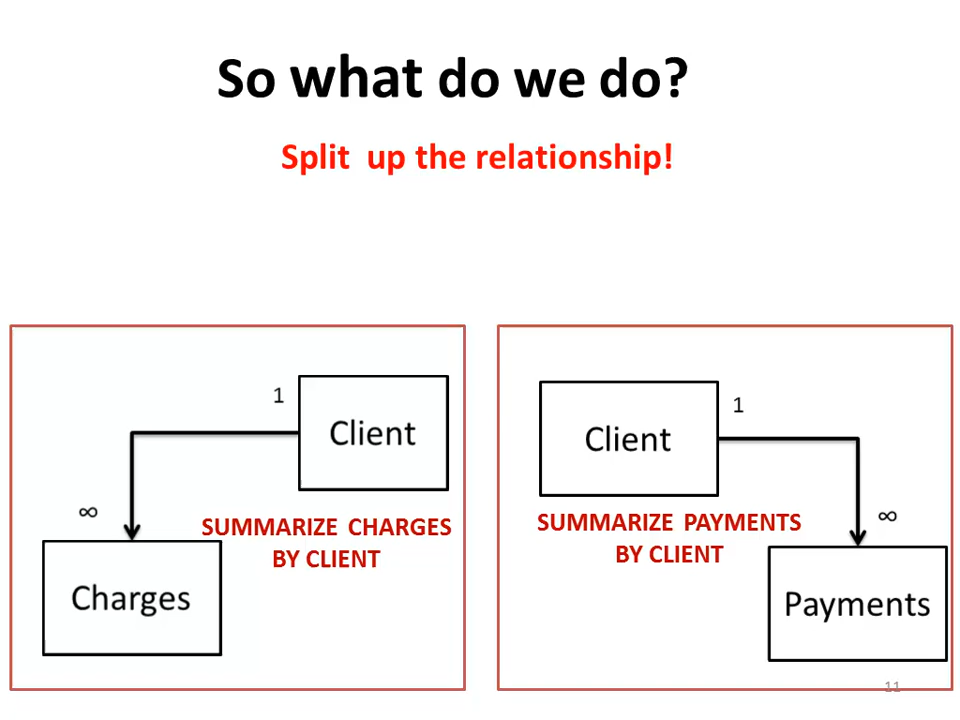 So what do we do?
Split up the relationship!
1
Client
∞
SUMMARIZE CHARGES
BY CLIENT
Charges
Client
1
SUMMARIZE PAYMENTS
BY CLIENT
∞
Payments
11